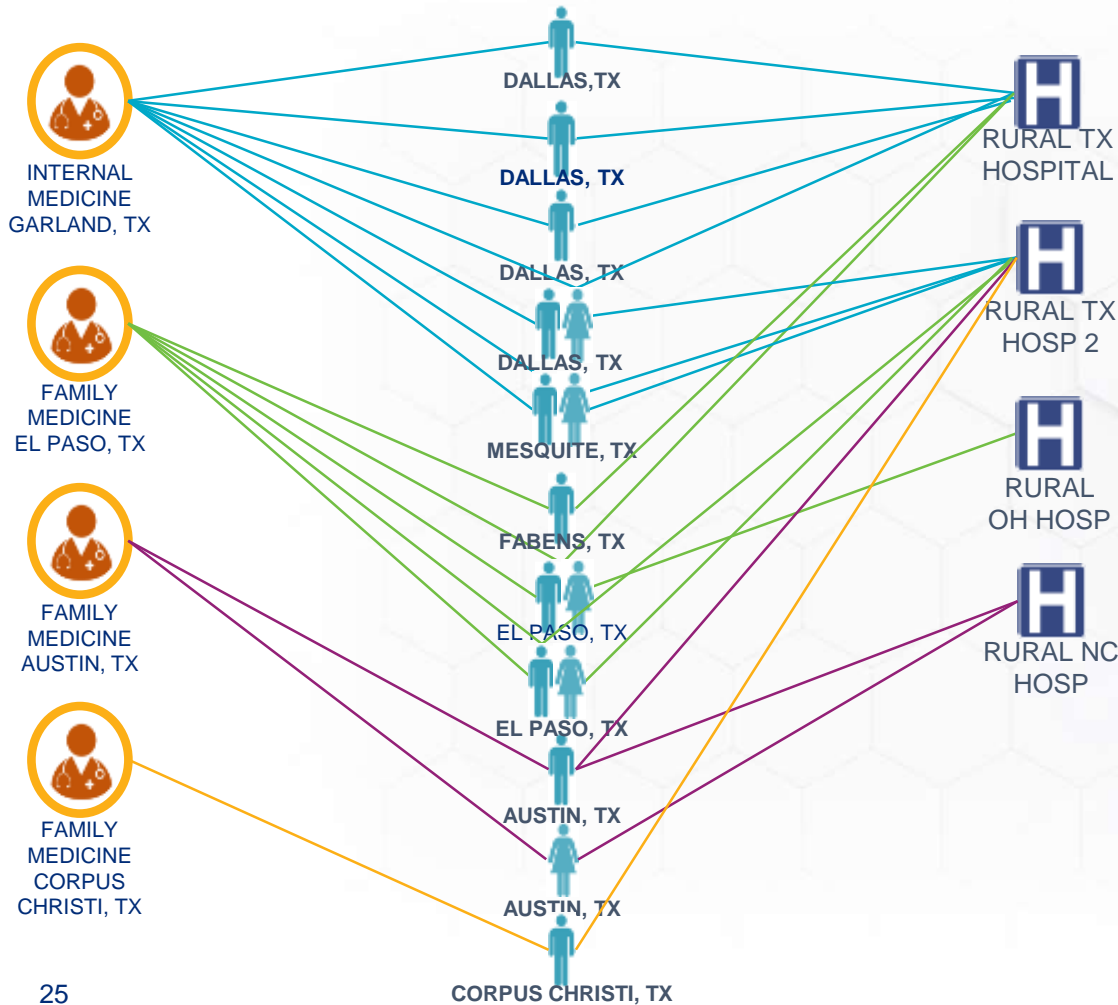 INTERNAL
MEDICINE
GARLAND, TX
FAMILY
MEDICINE
EL PASO, TX
FAMILY
MEDICINE
AUSTIN, TX
FAMILY
MEDICINE
CORPUS
CHRISTI, TX
DALLAS,TX
DALLAS, TX
DALLAS, TX
DALLAS, TX
MESQUITE, TX
FABENS, TX
EL PASO, TX
EL PASO, TX
AUSTIN, TX
AUSTIN, TX
CORPUS CHRISTI, TX
H
RURAL TX
HOSPITAL
H
RURAL TX
HOSP 2
H
RURAL
OH HOSP
H
RURAL NC
HOSP
25